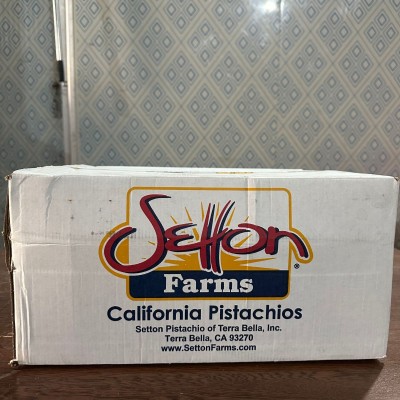 Setton
®
Farms
California Pistachios
Setton Pistachio of Terra Bella, Inc.
Terra Bella, CA 93270
www.SettonFarms.com